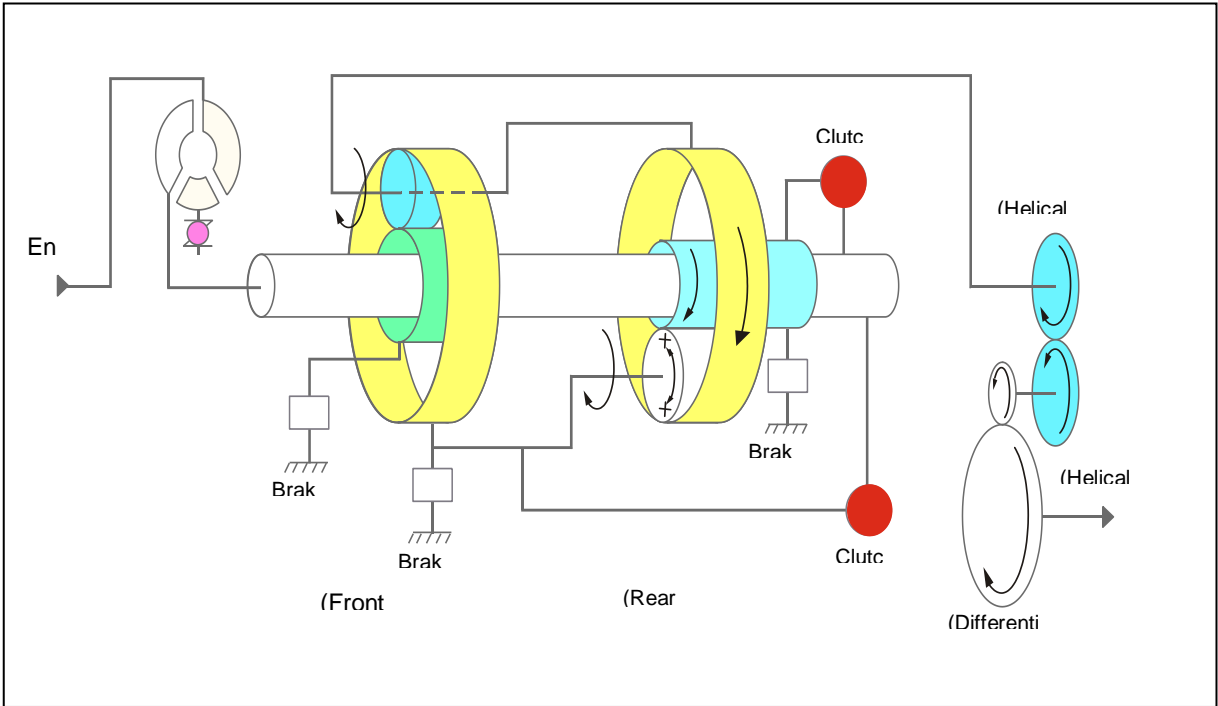 Clutc
(Helical
En
Brak
(Helical
Brak
Brak
Clutc
(Front
(Rear
(Differenti